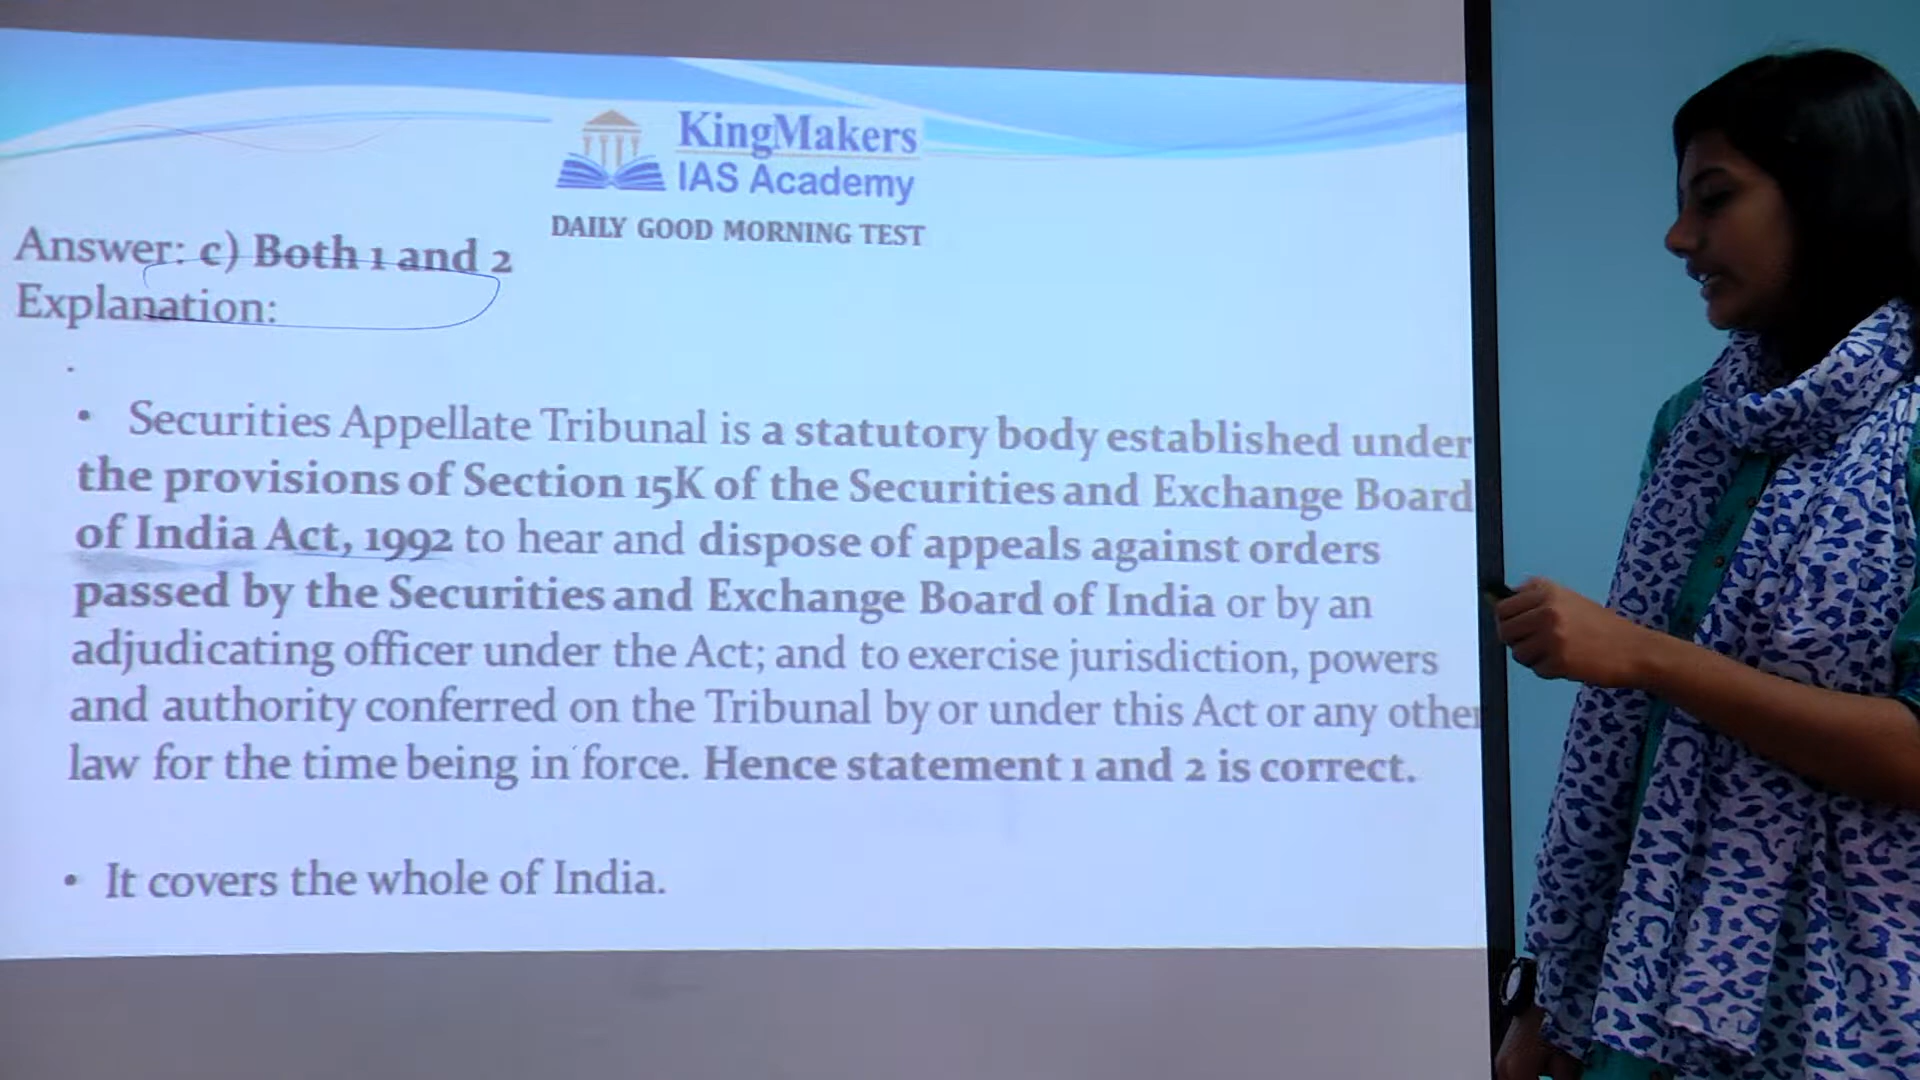 KingMakers
IAS Academy
DAILY GOOD MORNING TEST
Answer: c) Both 1 and 2
Explanation:
• Securities Appellate Tribunal is a statutory body established under
the provisions of Section 15K of the Securities and Exchange Board
of India Act, 1992 to hear and dispose of appeals against orders
passed by the Securities and Exchange Board of India or by an
adjudicating officer under the Act; and to exercise jurisdiction, powers
and authority conferred on the Tribunal by or under this Act or any other
law for the time being in force. Hence statement 1 and 2 is correct.
• It covers the whole of India.